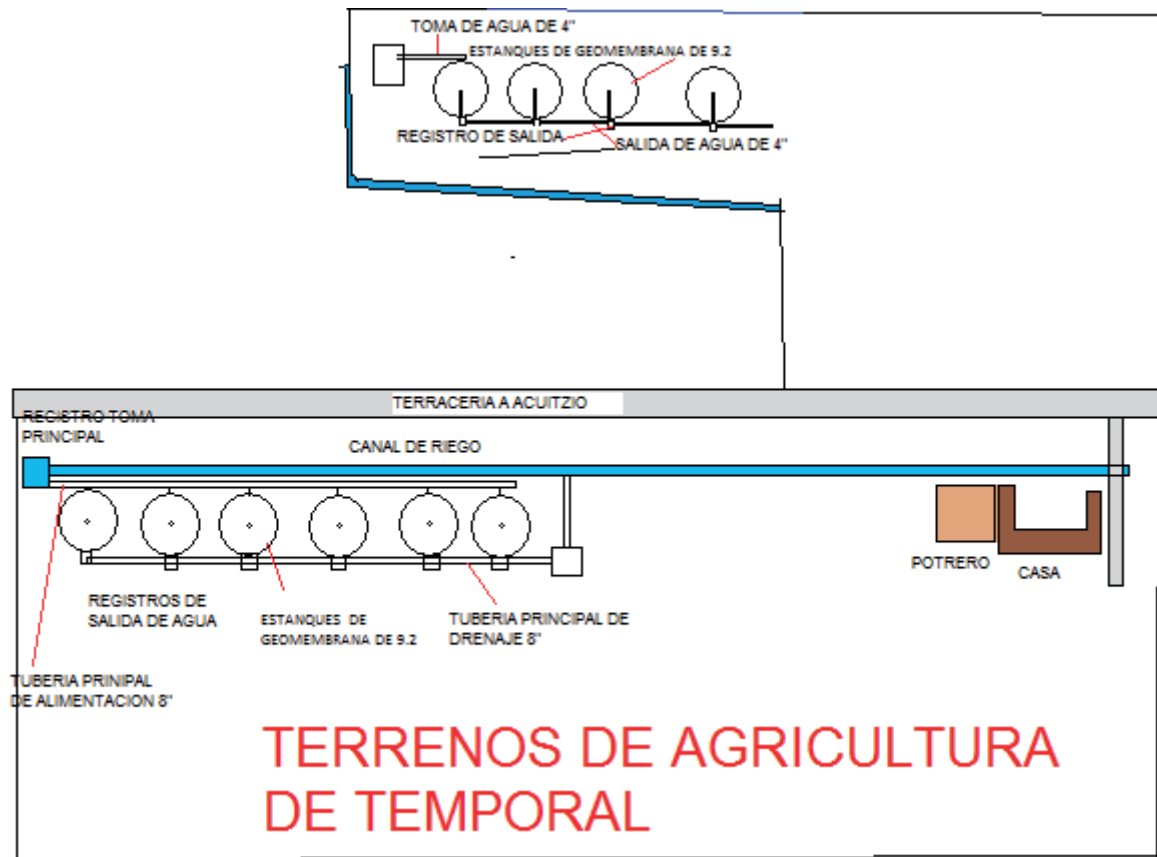 TOMA DE AGUA DE 4"
ESTANQUES DE GEOMEMBRANA DE 9.2
REGISTRO DE SALIDA
SALIDA DE AGUA DE 4"
TERRACERIA A ACUITZIO
REGISTRO TOMA
PRINCIPAL
CANAL DE RIEGO
POTRERO
CASA
REGISTROS DE
SALIDA DE AGUA
ESTANQUES DE
GEOMEMBRANA DE 9.2
TUBERIA PRINCIPAL DE
DRENAJE 8"
TUBERIA PRINIPAL
DE ALIMENTACION 8"
TERRENOS DE AGRICULTURA
DE TEMPORAL